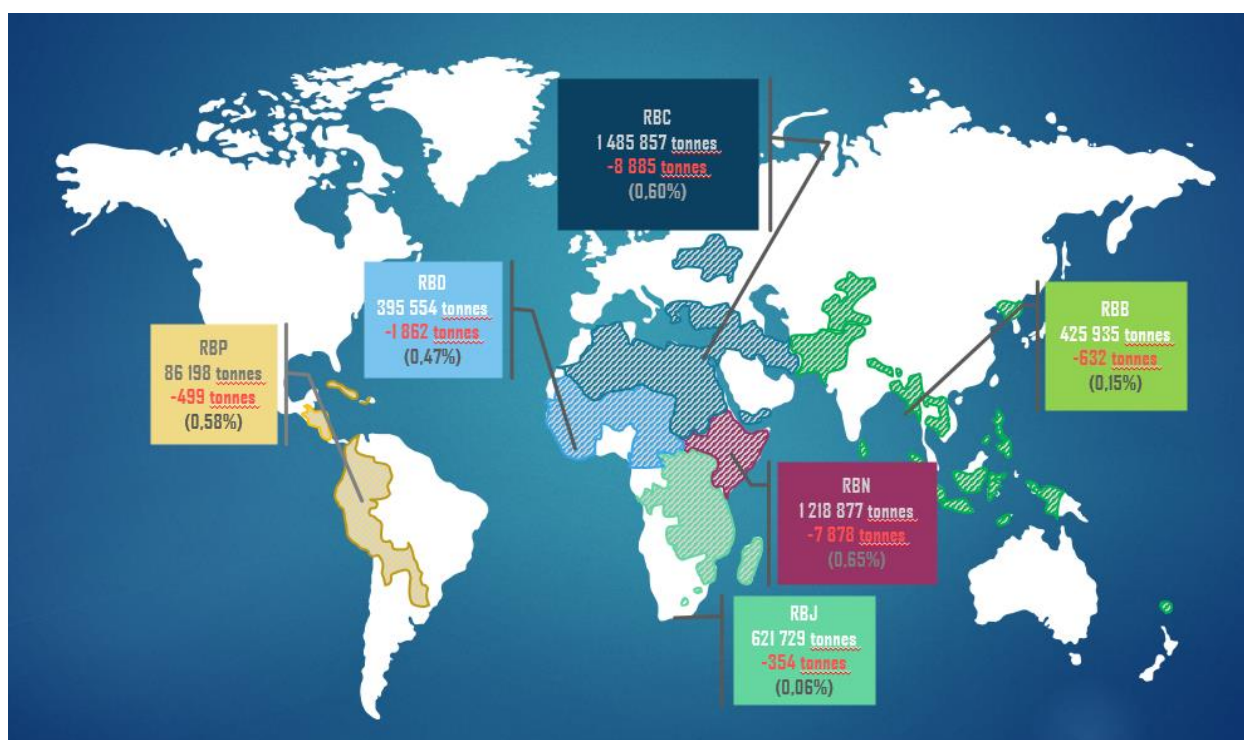 RBC
1 485 857 tonnes
-8 885 tonnes
(0,60%)
RBD
395 554 tonnes
-1 862 tonnes
(0,47%)
RBP
86 198 tonnes
-499 tonnes
(0,58%)
RBB
425 935 tonnes
-632 tonnes
(0,15%)
RBN
1 218 877 tonnes
-7 878 tonnes
(0,65%)
RBJ
621 729 tonnes
-354 tonnes
(0,06%)